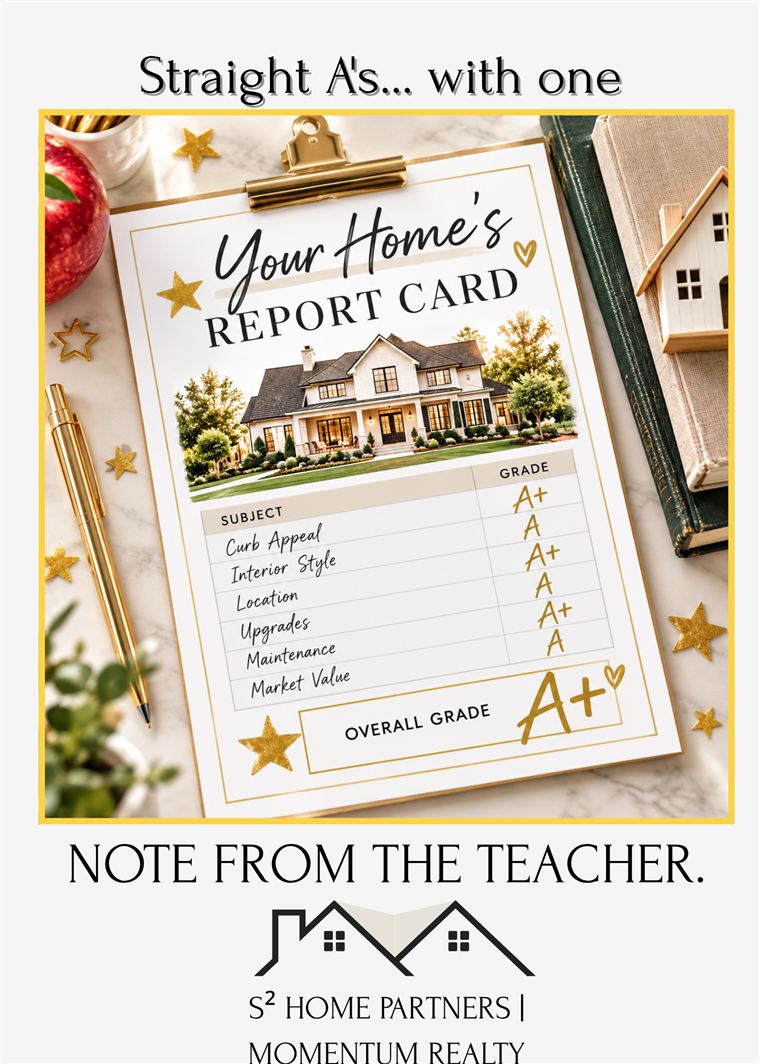 Straight A's... with one
Your Home's
REPORT CARD
SUBJECT GRADE
Curb Appeal A+
Interior Style A
Location A+
Upgrades A
Maintenance A+
Market Value A
OVERALL GRADE A+
NOTE FROM THE TEACHER.
S² HOME PARTNERS |
MOMENTUM REALTY